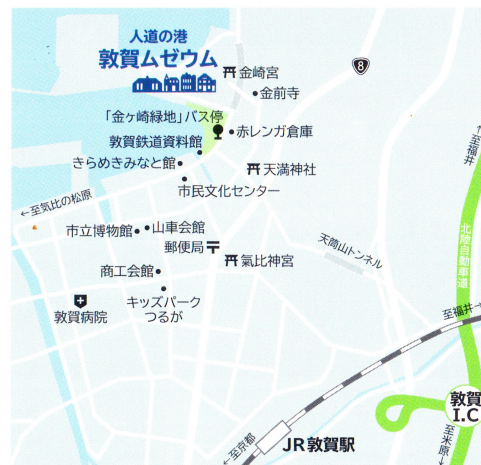 人道の港
敦賀ムゼウム
金崎宮
金前寺
8
「金ヶ崎緑地」バス停
赤レンガ倉庫
敦賀鉄道資料館
きらめきみなと館
天満神社
市民文化センター
←至気比の松原
市立博物館
山車会館
郵便局
氣比神宮
天筒山トンネル
商工会館
キッズパーク
つるが
敦賀病院
←至福井
北陸自動車道
至福井→
敦賀
I.C
至米原→
←至京都
JR敦賀駅